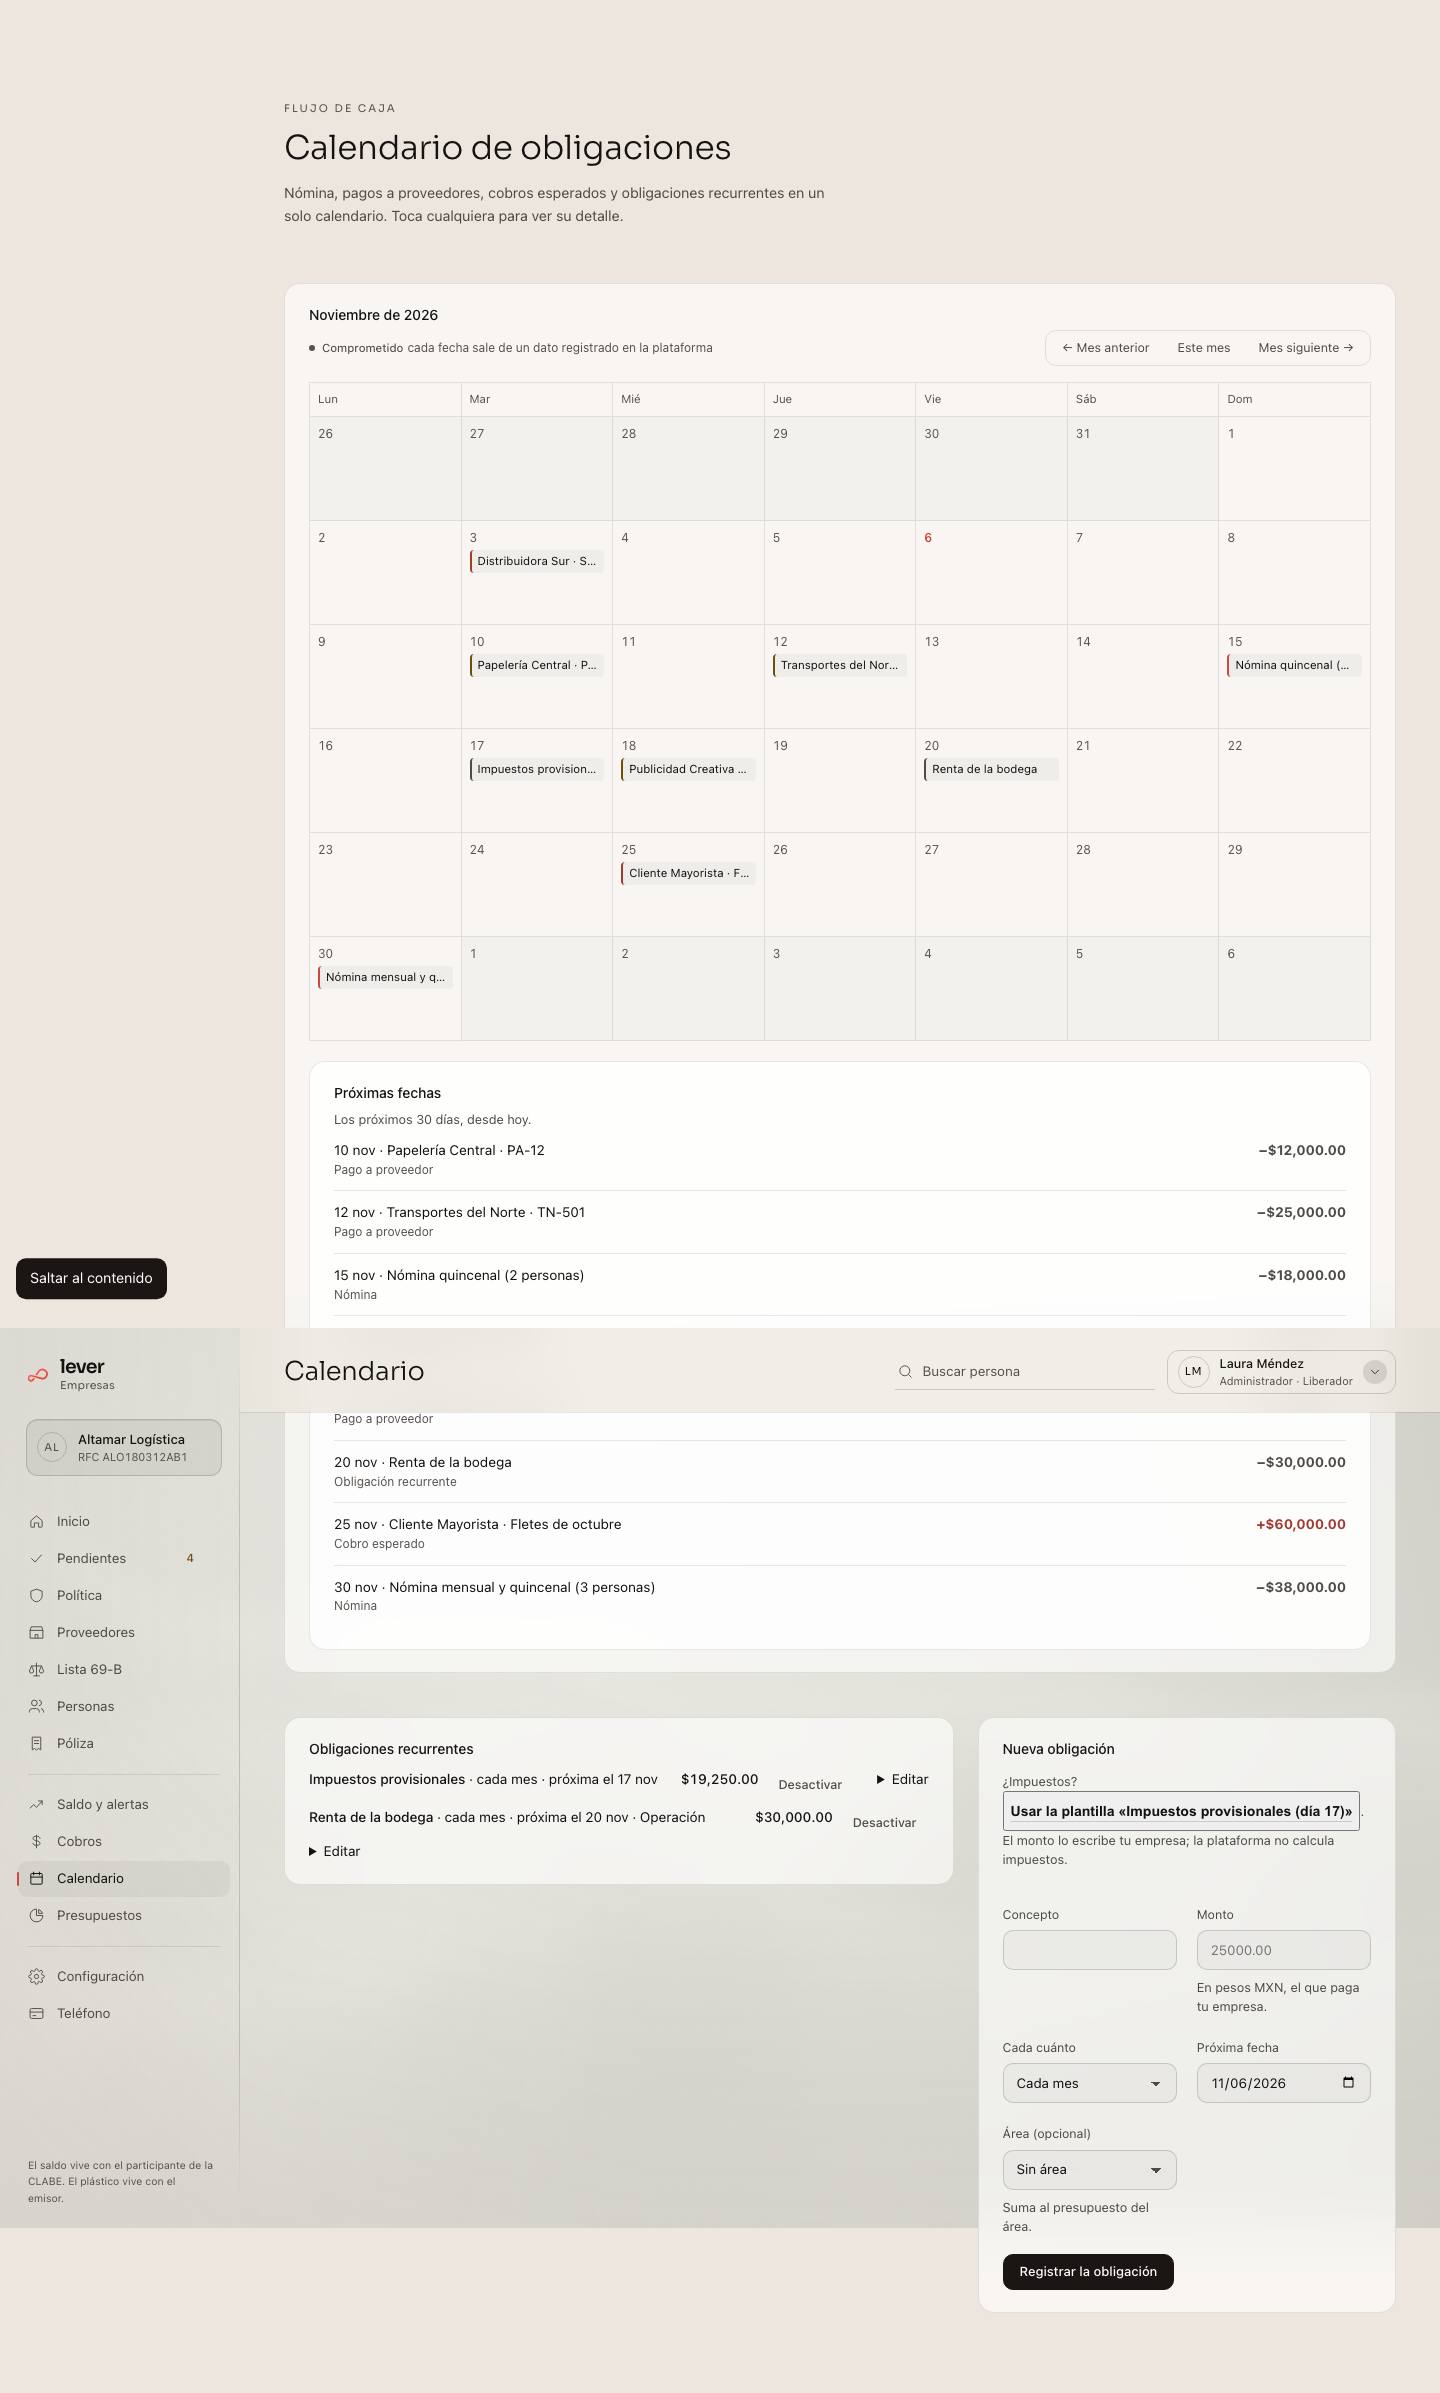 FLUJO DE CAJA
Calendario de obligaciones
Nómina, pagos a proveedores, cobros esperados y obligaciones recurrentes en un
solo calendario. Toca cualquiera para ver su detalle.
Noviembre de 2026
Comprometido cada fecha sale de un dato registrado en la plataforma
← Mes anterior Este mes Mes siguiente →
Lun Mar Mié Jue Vie Sáb Dom
26 27 28 29 30 31 1
2 3 4 5 6 7 8
Distribuidora Sur · S...
9 10 11 12 13 14 15
Papelería Central · P... Transportes del Nor... Nómina quincenal (...
16 17 18 19 20 21 22
Impuestos provision... Publicidad Creativa ... Renta de la bodega
23 24 25 26 27 28 29
Cliente Mayorista · F...
30 1 2 3 4 5 6
Nómina mensual y q...
Próximas fechas
Los próximos 30 días, desde hoy.
10 nov · Papelería Central · PA-12 −$12,000.00
Pago a proveedor
12 nov · Transportes del Norte · TN-501 −$25,000.00
Pago a proveedor
15 nov · Nómina quincenal (2 personas) −$18,000.00
Nómina
Saltar al contenido
lever
Empresas
AL
Altamar Logística
RFC ALO180312AB1
Inicio
Pendientes 4
Política
Proveedores
Lista 69-B
Personas
Póliza
Saldo y alertas
Cobros
Calendario
Presupuestos
Configuración
Teléfono
El saldo vive con el participante de la
CLABE. El plástico vive con el
emisor.
Calendario
Buscar persona
LM
Laura Méndez
Administrador · Liberador
Pago a proveedor
20 nov · Renta de la bodega −$30,000.00
Obligación recurrente
25 nov · Cliente Mayorista · Fletes de octubre +$60,000.00
Cobro esperado
30 nov · Nómina mensual y quincenal (3 personas) −$38,000.00
Nómina
Obligaciones recurrentes
Impuestos provisionales · cada mes · próxima el 17 nov $19,250.00 Desactivar ▶ Editar
Renta de la bodega · cada mes · próxima el 20 nov · Operación $30,000.00 Desactivar
▶ Editar
Nueva obligación
¿Impuestos?
Usar la plantilla «Impuestos provisionales (día 17)» .
El monto lo escribe tu empresa; la plataforma no calcula
impuestos.
Concepto Monto
25000.00
En pesos MXN, el que paga
tu empresa.
Cada cuánto Próxima fecha
Cada mes 11/06/2026
Área (opcional)
Sin área
Suma al presupuesto del
área.
Registrar la obligación